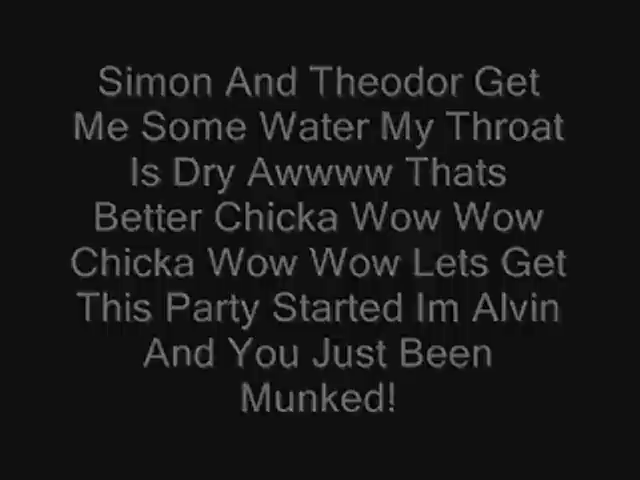 Simon And Theodor Get
Me Some Water My Throat
Is Dry Awwww Thats
Better Chicka Wow Wow
Chicka Wow Wow Lets Get
This Party Started Im Alvin
And You Just Been
Munked!